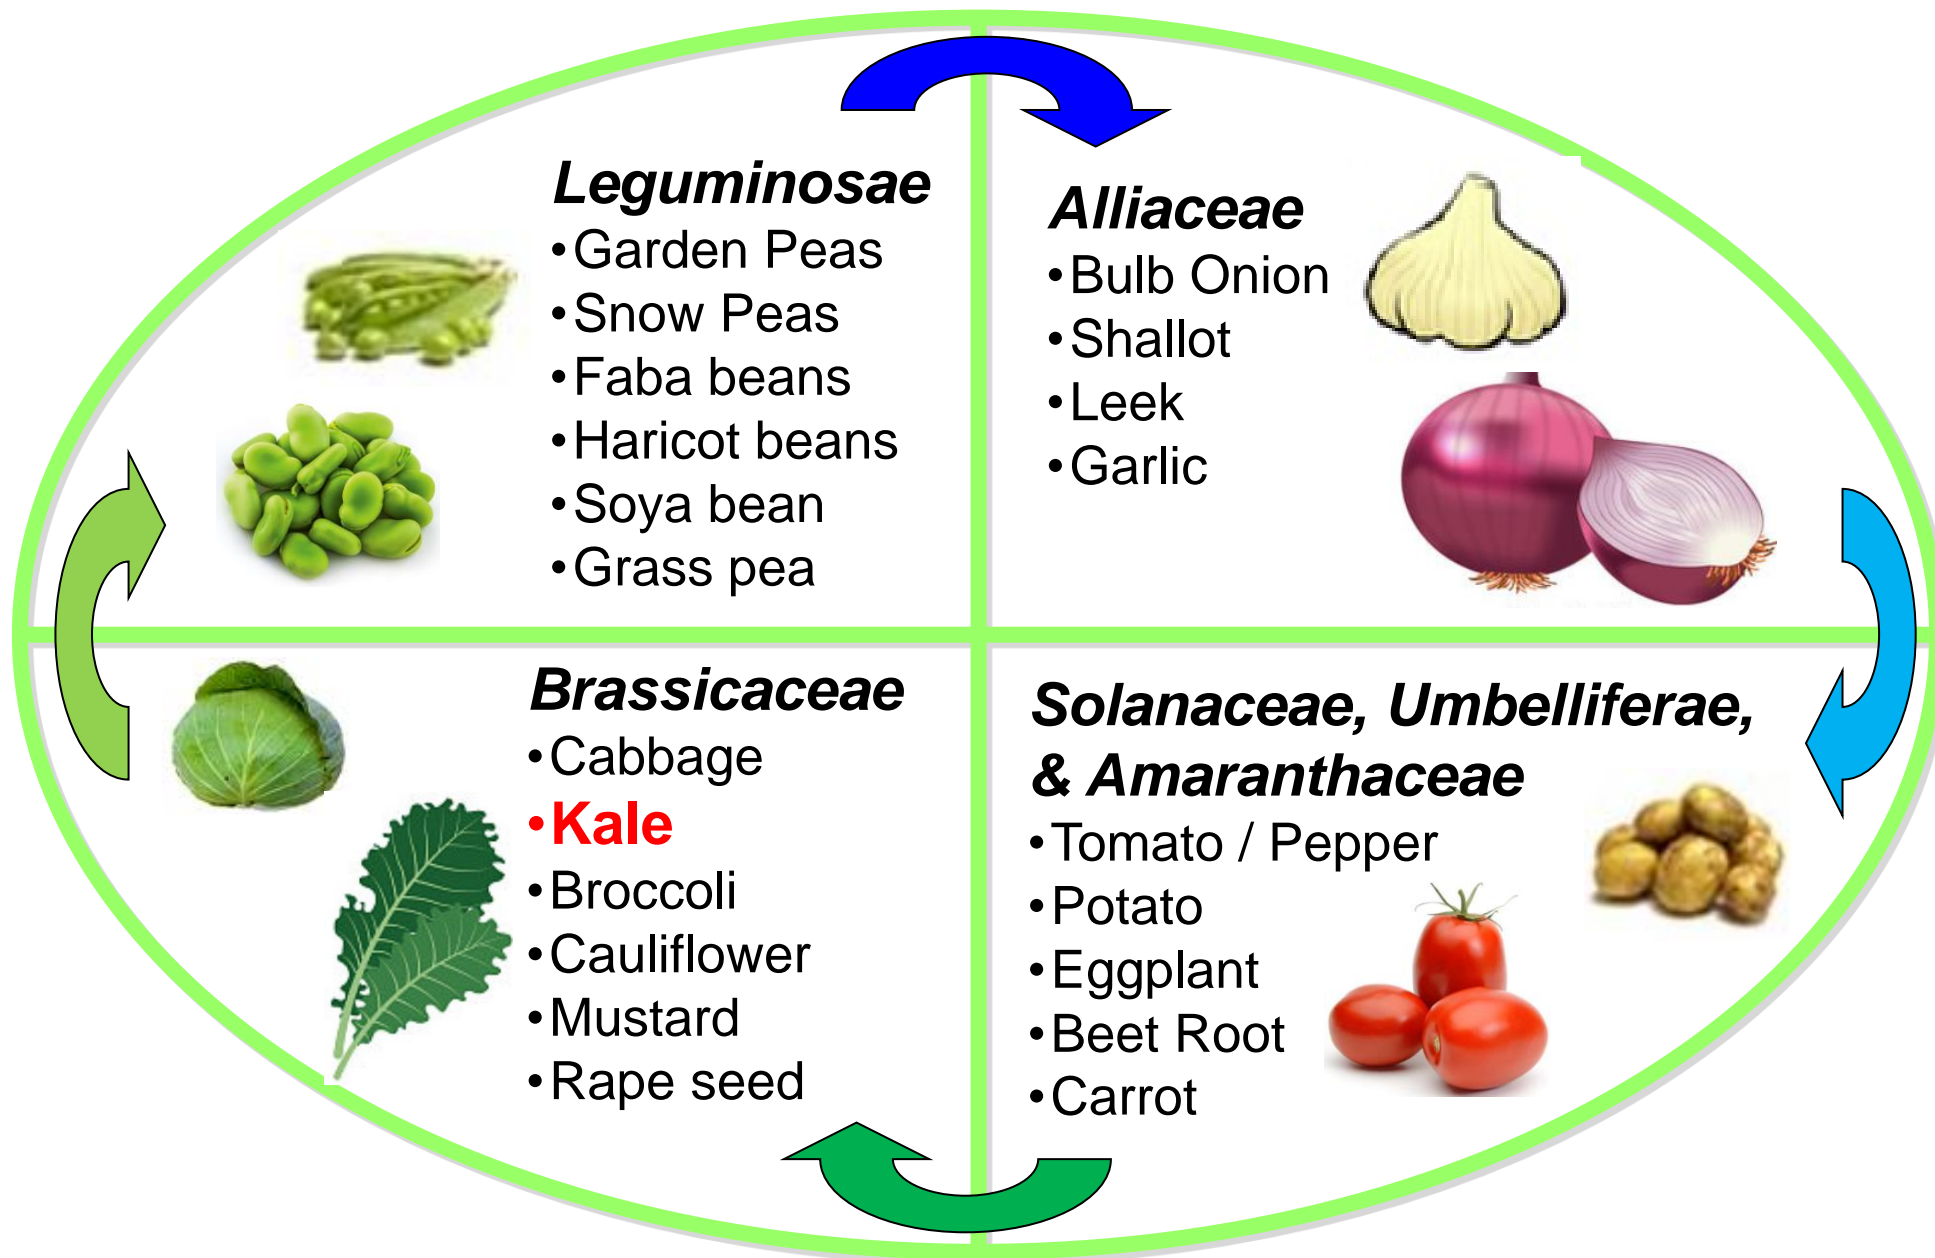 Leguminosae
•Garden Peas
•Snow Peas
•Faba beans
•Haricot beans
•Soya bean
•Grass pea
Alliaceae
•Bulb Onion
•Shallot
•Leek
•Garlic
Brassicaceae
•Cabbage
•Kale
•Broccoli
•Cauliflower
•Mustard
•Rape seed
Solanaceae, Umbelliferae,
& Amaranthaceae
•Tomato / Pepper
•Potato
•Eggplant
•Beet Root
•Carrot